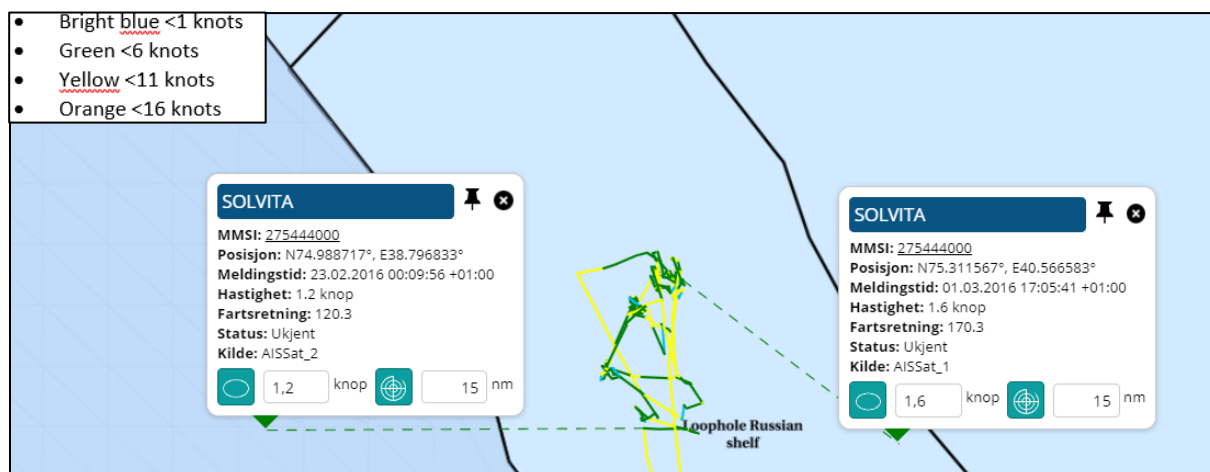 • Bright blue <1 knots
• Green <6 knots
• Yellow <11 knots
• Orange <16 knots
SOLVITA
MMSI: 275444000
Posisjon: N74.988717°, E38.796833°
Meldingstid: 23.02.2016 00:09:56 +01:00
Hastighet: 1.2 knop
Fartsretning: 120.3
Status: Ukjent
Kilde: AISSat_2
1,2 knop 15 nm
SOLVITA
MMSI: 275444000
Posisjon: N75.311567°, E40.566583°
Meldingstid: 01.03.2016 17:05:41 +01:00
Hastighet: 1.6 knop
Fartsretning: 170.3
Status: Ukjent
Kilde: AISSat_1
1,6 knop 15 nm
Loophole Russian
shelf